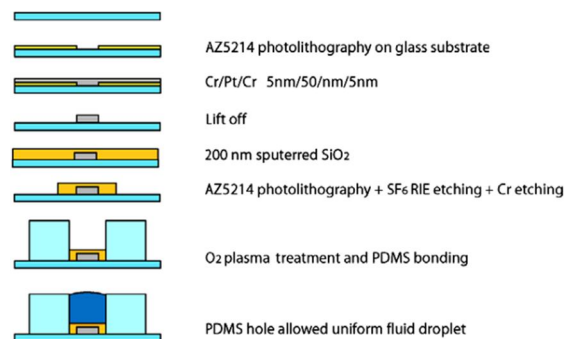 AZ5214 photolithography on glass substrate
Cr/Pt/Cr 5nm/50/nm/5nm
Lift off
200 nm sputerred SiO₂
AZ5214 photolithography + SF₆ RIE etching + Cr etching
O₂ plasma treatment and PDMS bonding
PDMS hole allowed uniform fluid droplet